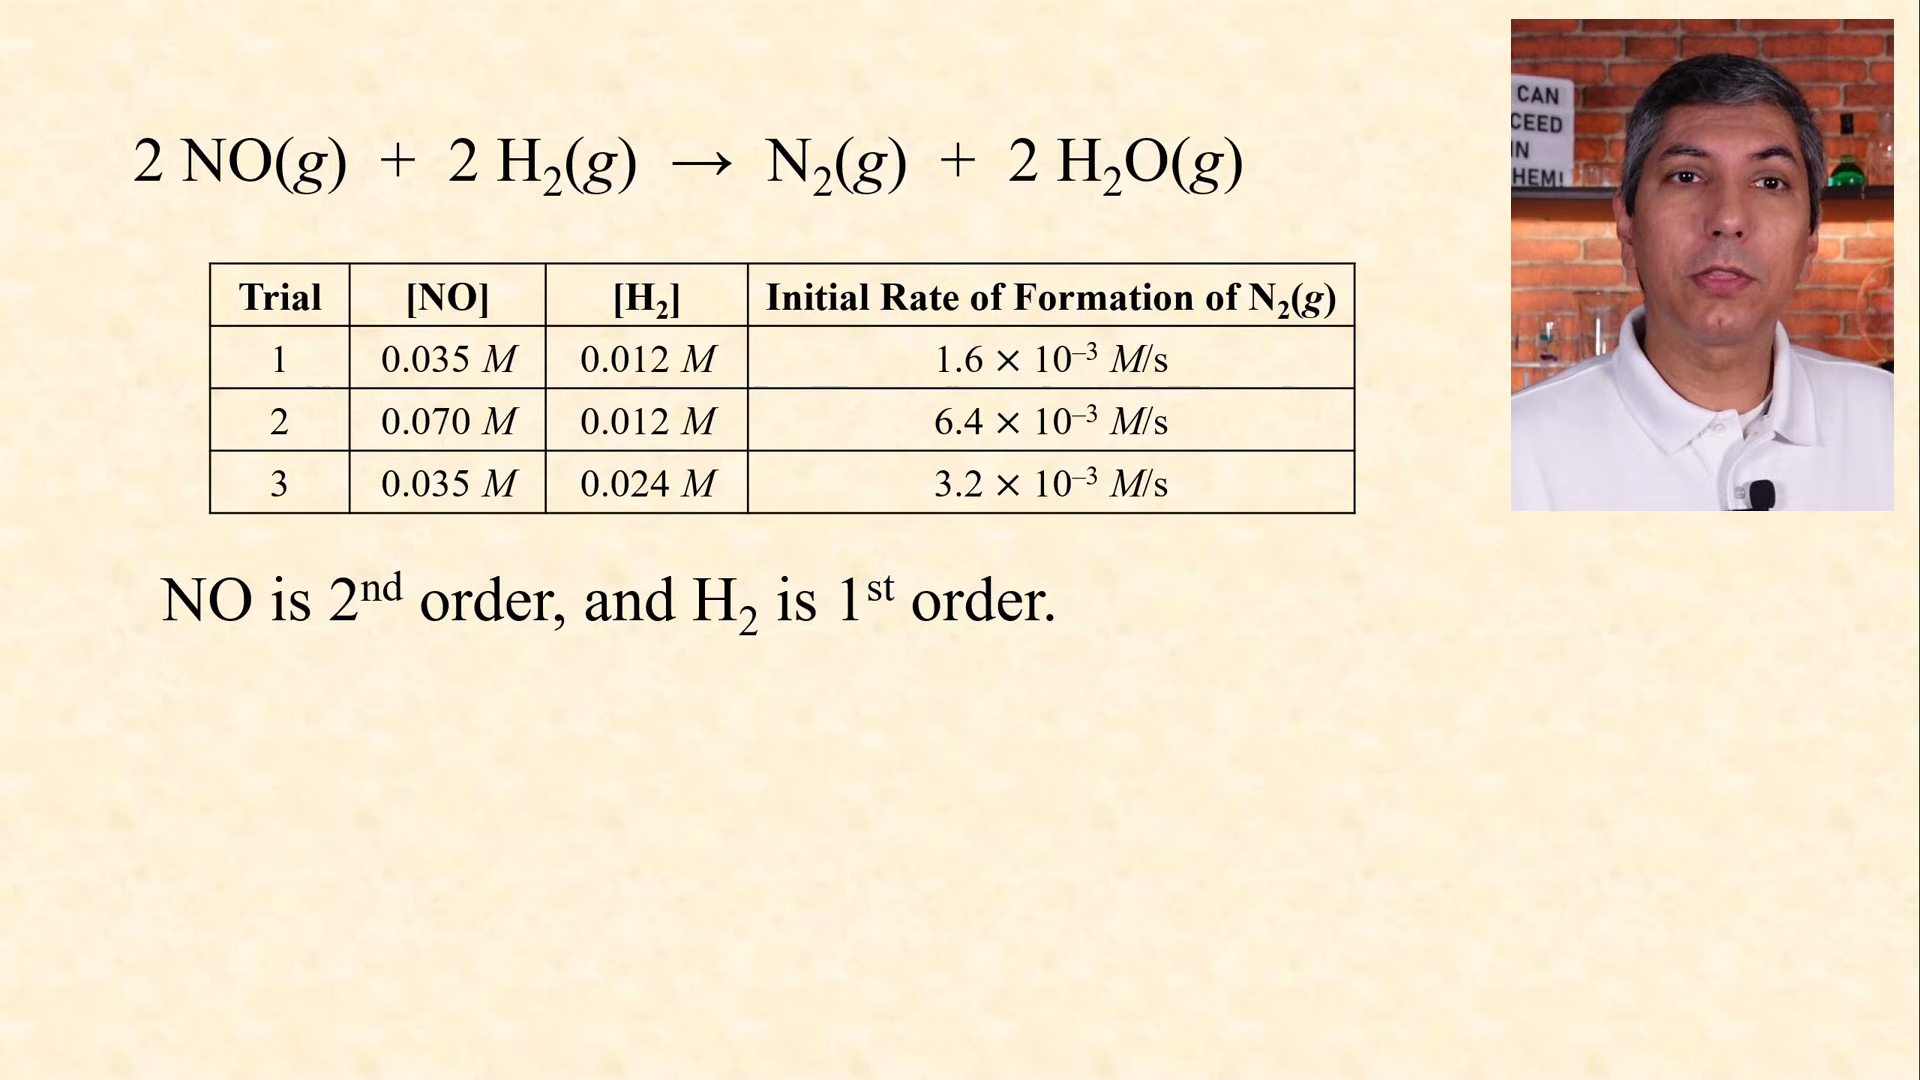 2 NO(g) + 2 H₂(g) → N₂(g) + 2 H₂O(g)
Trial [NO] [H₂] Initial Rate of Formation of N₂(g)
1 0.035 M 0.012 M 1.6 × 10⁻³ M/s
2 0.070 M 0.012 M 6.4 × 10⁻³ M/s
3 0.035 M 0.024 M 3.2 × 10⁻³ M/s
NO is 2ⁿᵈ order, and H₂ is 1ˢᵗ order.
CAN
CEED
IN
HEM!